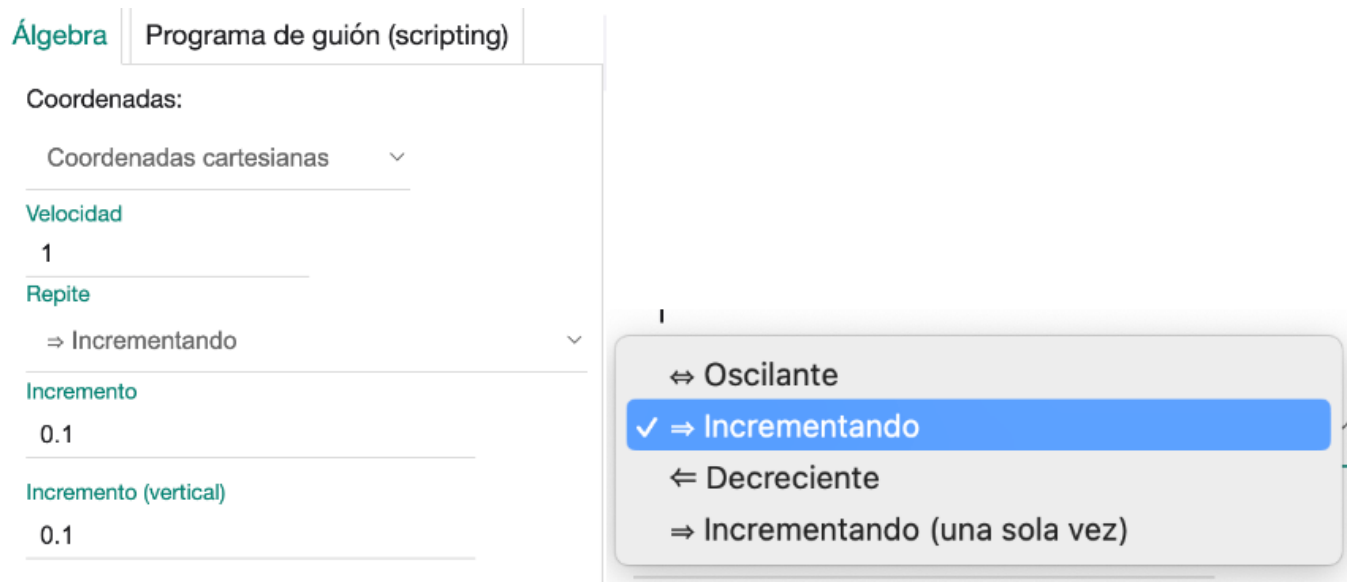 Álgebra Programa de guión (scripting)
Coordenadas:
Coordenadas cartesianas
Velocidad
1
Repite
⇒ Incrementando
Incremento
0.1
Incremento (vertical)
0.1
⇔ Oscilante
✓ ⇒ Incrementando
⇐ Decreciente
⇒ Incrementando (una sola vez)